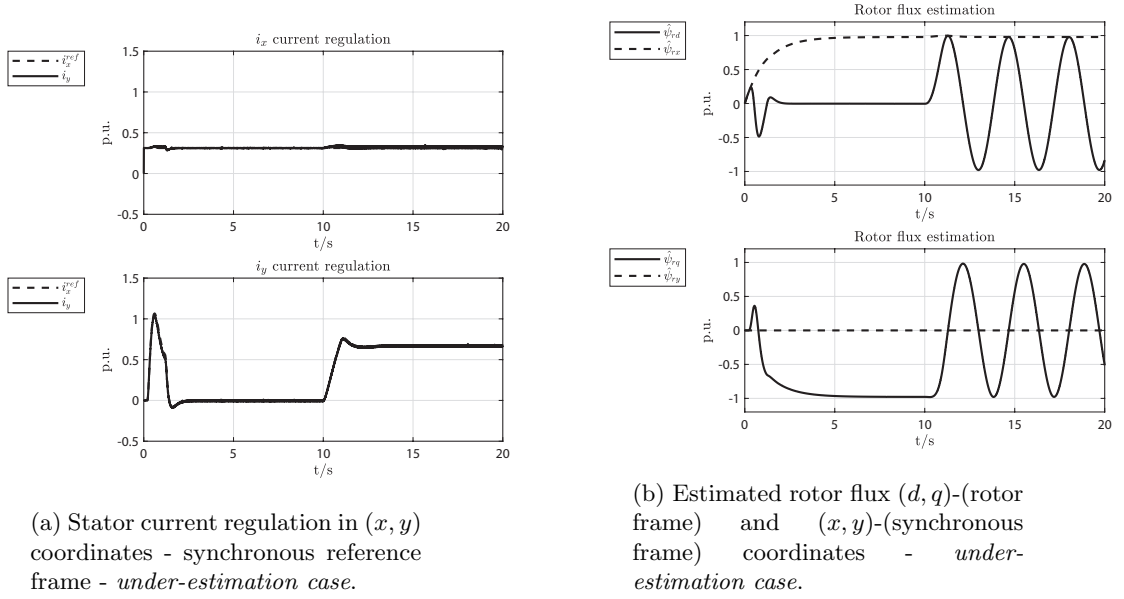 i_x current regulation
i_x^{ref}
i_y
p.u.
1.5
1
0.5
0
-0.5
0 5 10 15 20
t/s
i_y current regulation
i_x^{ref}
i_y
p.u.
1.5
1
0.5
0
-0.5
0 5 10 15 20
t/s
(a) Stator current regulation in (x, y)
coordinates - synchronous reference
frame - under-estimation case.
Rotor flux estimation
ψ̂_{rd}
ψ̂_{rx}
p.u.
1
0.5
0
-0.5
-1
0 5 10 15 20
t/s
Rotor flux estimation
ψ̂_{rq}
ψ̂_{ry}
p.u.
1
0.5
0
-0.5
-1
0 5 10 15 20
t/s
(b) Estimated rotor flux (d, q)-(rotor
frame) and (x, y)-(synchronous
frame) coordinates - under-
estimation case.